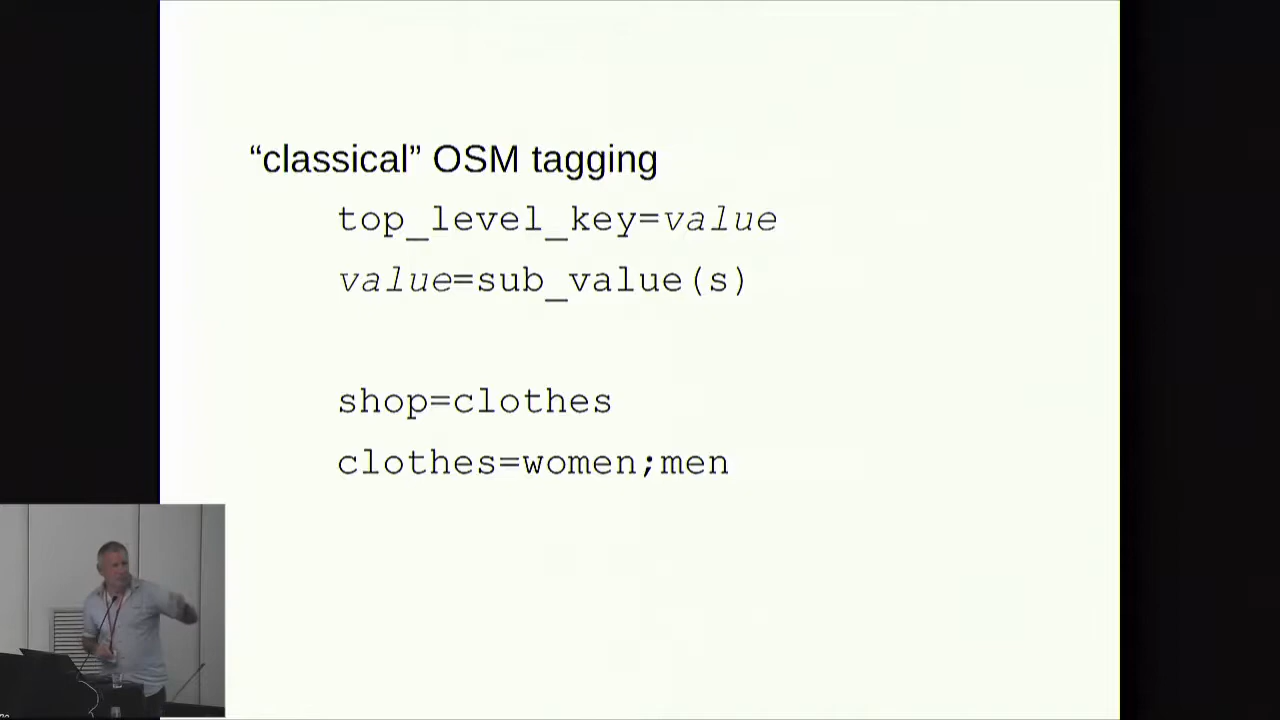 “classical” OSM tagging
top_level_key=value
value=sub_value(s)
shop=clothes
clothes=women;men